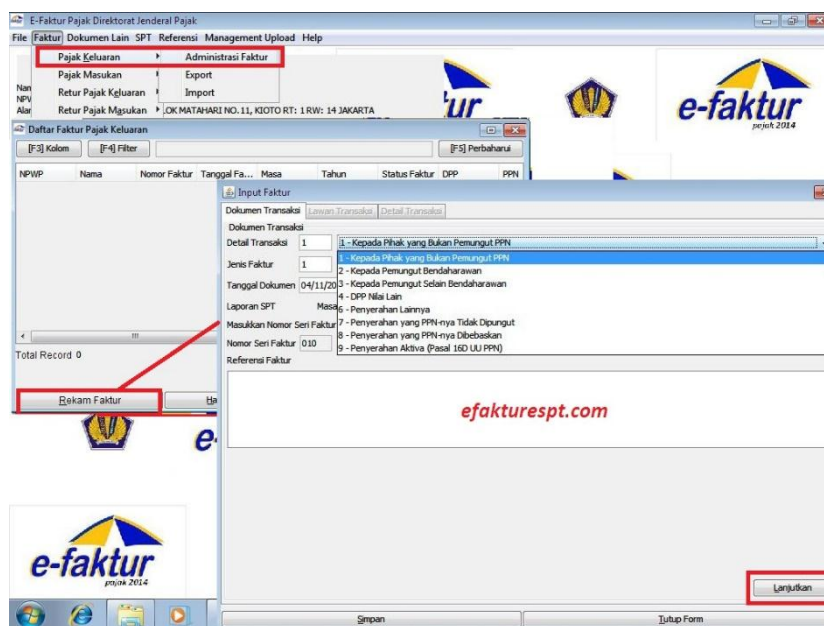 E-Faktur Pajak Direktorat Jenderal Pajak
File Faktur Dokumen Lain SPT Referensi Management Upload Help
Pajak Keluaran
Administrasi Faktur
Pajak Masukan
Export
Retur Pajak Keluaran
Import
Retur Pajak Masukan
LOK MATAHARI NO. 11, KIOTO RT: 1 RW: 14 JAKARTA
e-faktur
pajak 2014
Daftar Faktur Pajak Keluaran
[F3] Kolom [F4] Filter [F5] Perbaharui
NPWP Nama Nomor Faktur Tanggal Fa... Masa Tahun Status Faktur DPP PPN
Total Record 0
Rekam Faktur
Input Faktur
Dokumen Transaksi Lawan Transaksi Detail Transaksi
Dokumen Transaksi
Detail Transaksi 1 1 - Kepada Pihak yang Bukan Pemungut PPN
1 - Kepada Pihak yang Bukan Pemungut PPN
Jenis Faktur 1
2 - Kepada Pemungut Bendaharawan
3 - Kepada Pemungut Selain Bendaharawan
Tanggal Dokumen 04/11/20
4 - DPP Nilai Lain
Laporan SPT Masa
6 - Penyerahan Lainnya
Masukkan Nomor Seri Faktur
7 - Penyerahan yang PPN-nya Tidak Dipungut
8 - Penyerahan yang PPN-nya Dibebaskan
Nomor Seri Faktur 010
9 - Penyerahan Aktiva (Pasal 16D UU PPN)
Referensi Faktur
efakturespt.com
e-faktur
pajak 2014
Lanjutkan
Simpan Tutup Form